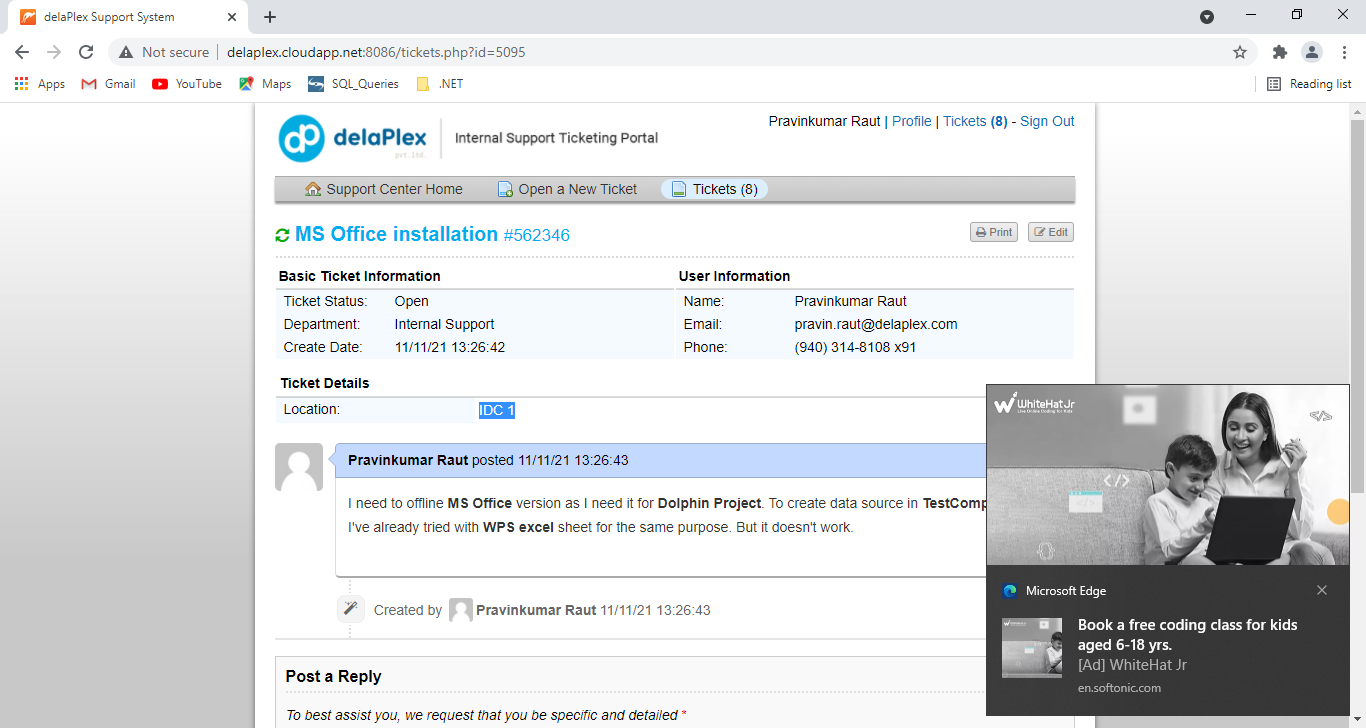 delaPlex Support System
Not secure
delaplex.cloudapp.net:8086/tickets.php?id=5095
Apps
Gmail
YouTube
Maps
SQL_Queries
.NET
Reading list
dp delaPlex
pvt. ltd.
Internal Support Ticketing Portal
Pravinkumar Raut | Profile | Tickets (8) - Sign Out
Support Center Home
Open a New Ticket
Tickets (8)
MS Office installation #562346
Print
Edit
Basic Ticket Information
Ticket Status: Open
Department: Internal Support
Create Date: 11/11/21 13:26:42
User Information
Name: Pravinkumar Raut
Email: pravin.raut@delaplex.com
Phone: (940) 314-8108 x91
Ticket Details
Location: IDC 1
Pravinkumar Raut posted 11/11/21 13:26:43
I need to offline MS Office version as I need it for Dolphin Project. To create data source in TestComp
I've already tried with WPS excel sheet for the same purpose. But it doesn't work.
Created by Pravinkumar Raut 11/11/21 13:26:43
Post a Reply
To best assist you, we request that you be specific and detailed *
WhiteHat Jr
Live Online Coding for Kids
</>
</>
Microsoft Edge
Book a free coding class for kids
aged 6-18 yrs.
[Ad] WhiteHat Jr
en.softonic.com